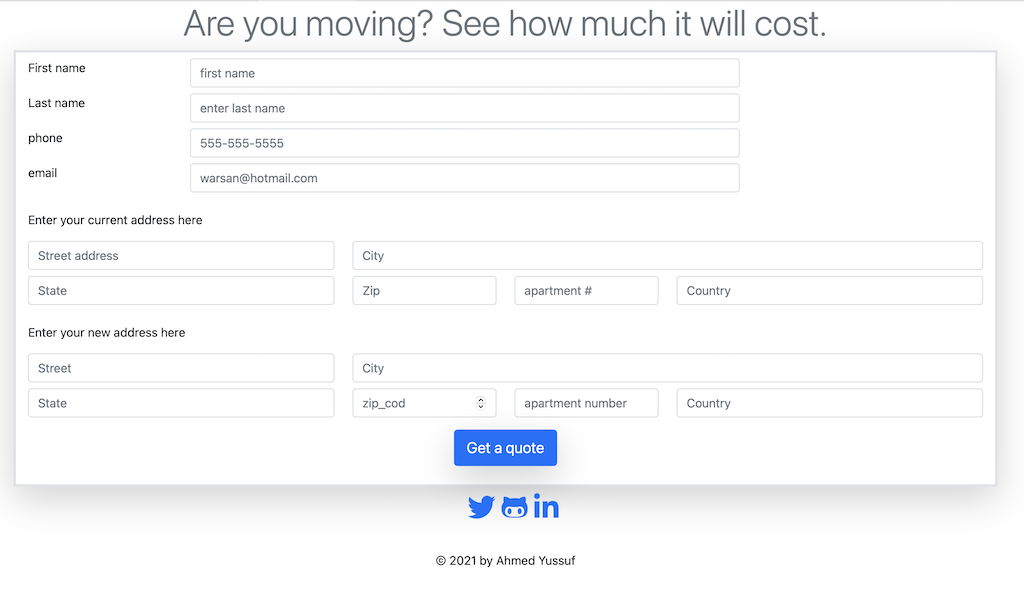 Are you moving? See how much it will cost.
First name
first name
Last name
enter last name
phone
555-555-5555
email
warsan@hotmail.com
Enter your current address here
Street address City
State Zip apartment # Country
Enter your new address here
Street City
State zip_cod apartment number Country
Get a quote
in
© 2021 by Ahmed Yussuf